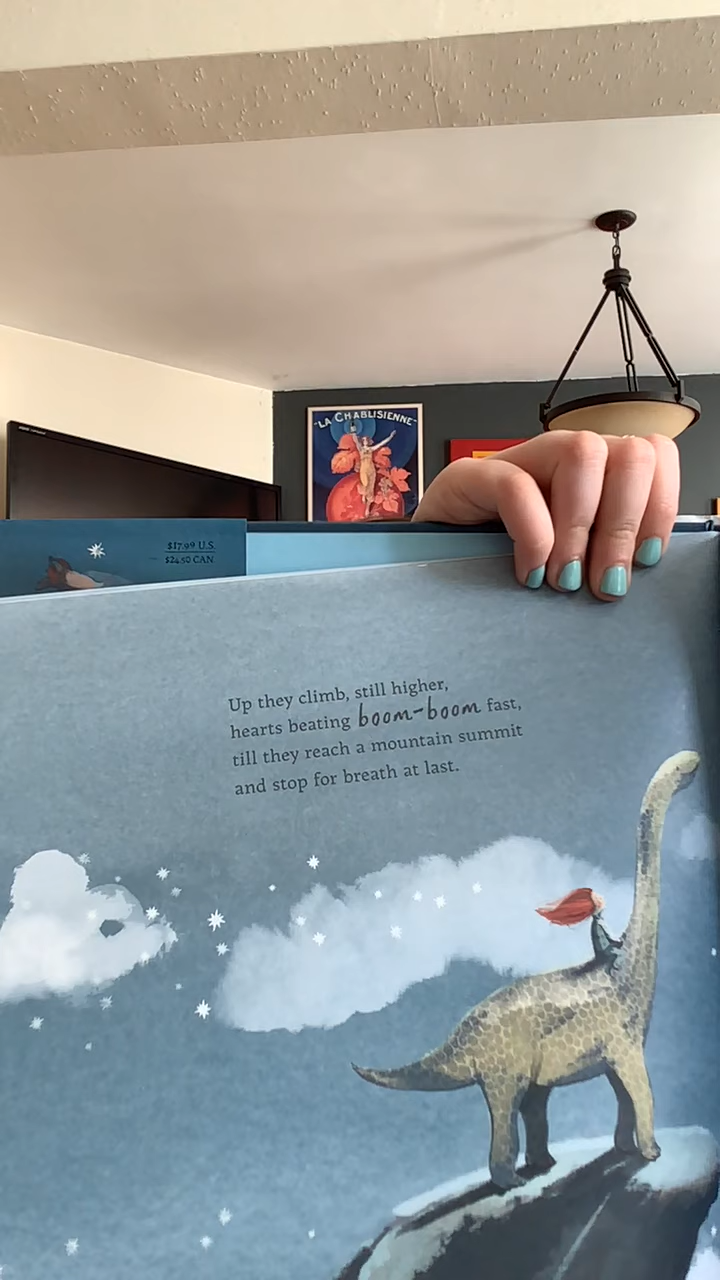 "LA CHABLISIENNE"
$17.99 U.S.
$24.50 CAN.
Up they climb, still higher,
hearts beating boom-boom fast,
till they reach a mountain summit
and stop for breath at last.